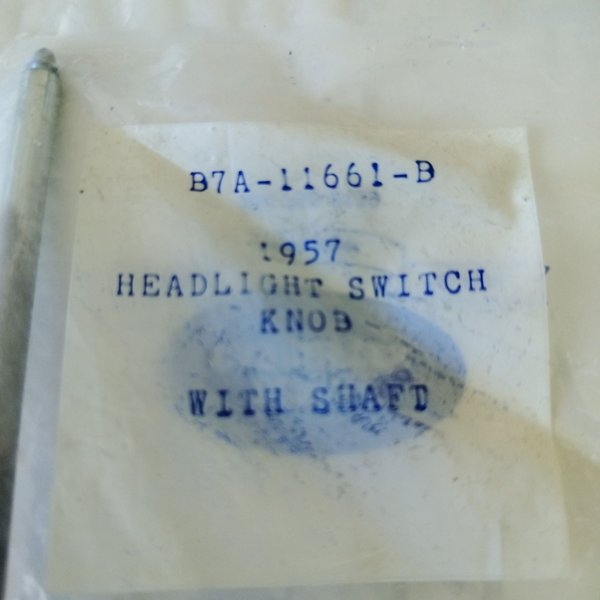 B7A-11661-B
1957
HEADLIGHT SWITCH
KNOB
WITH SHAFT